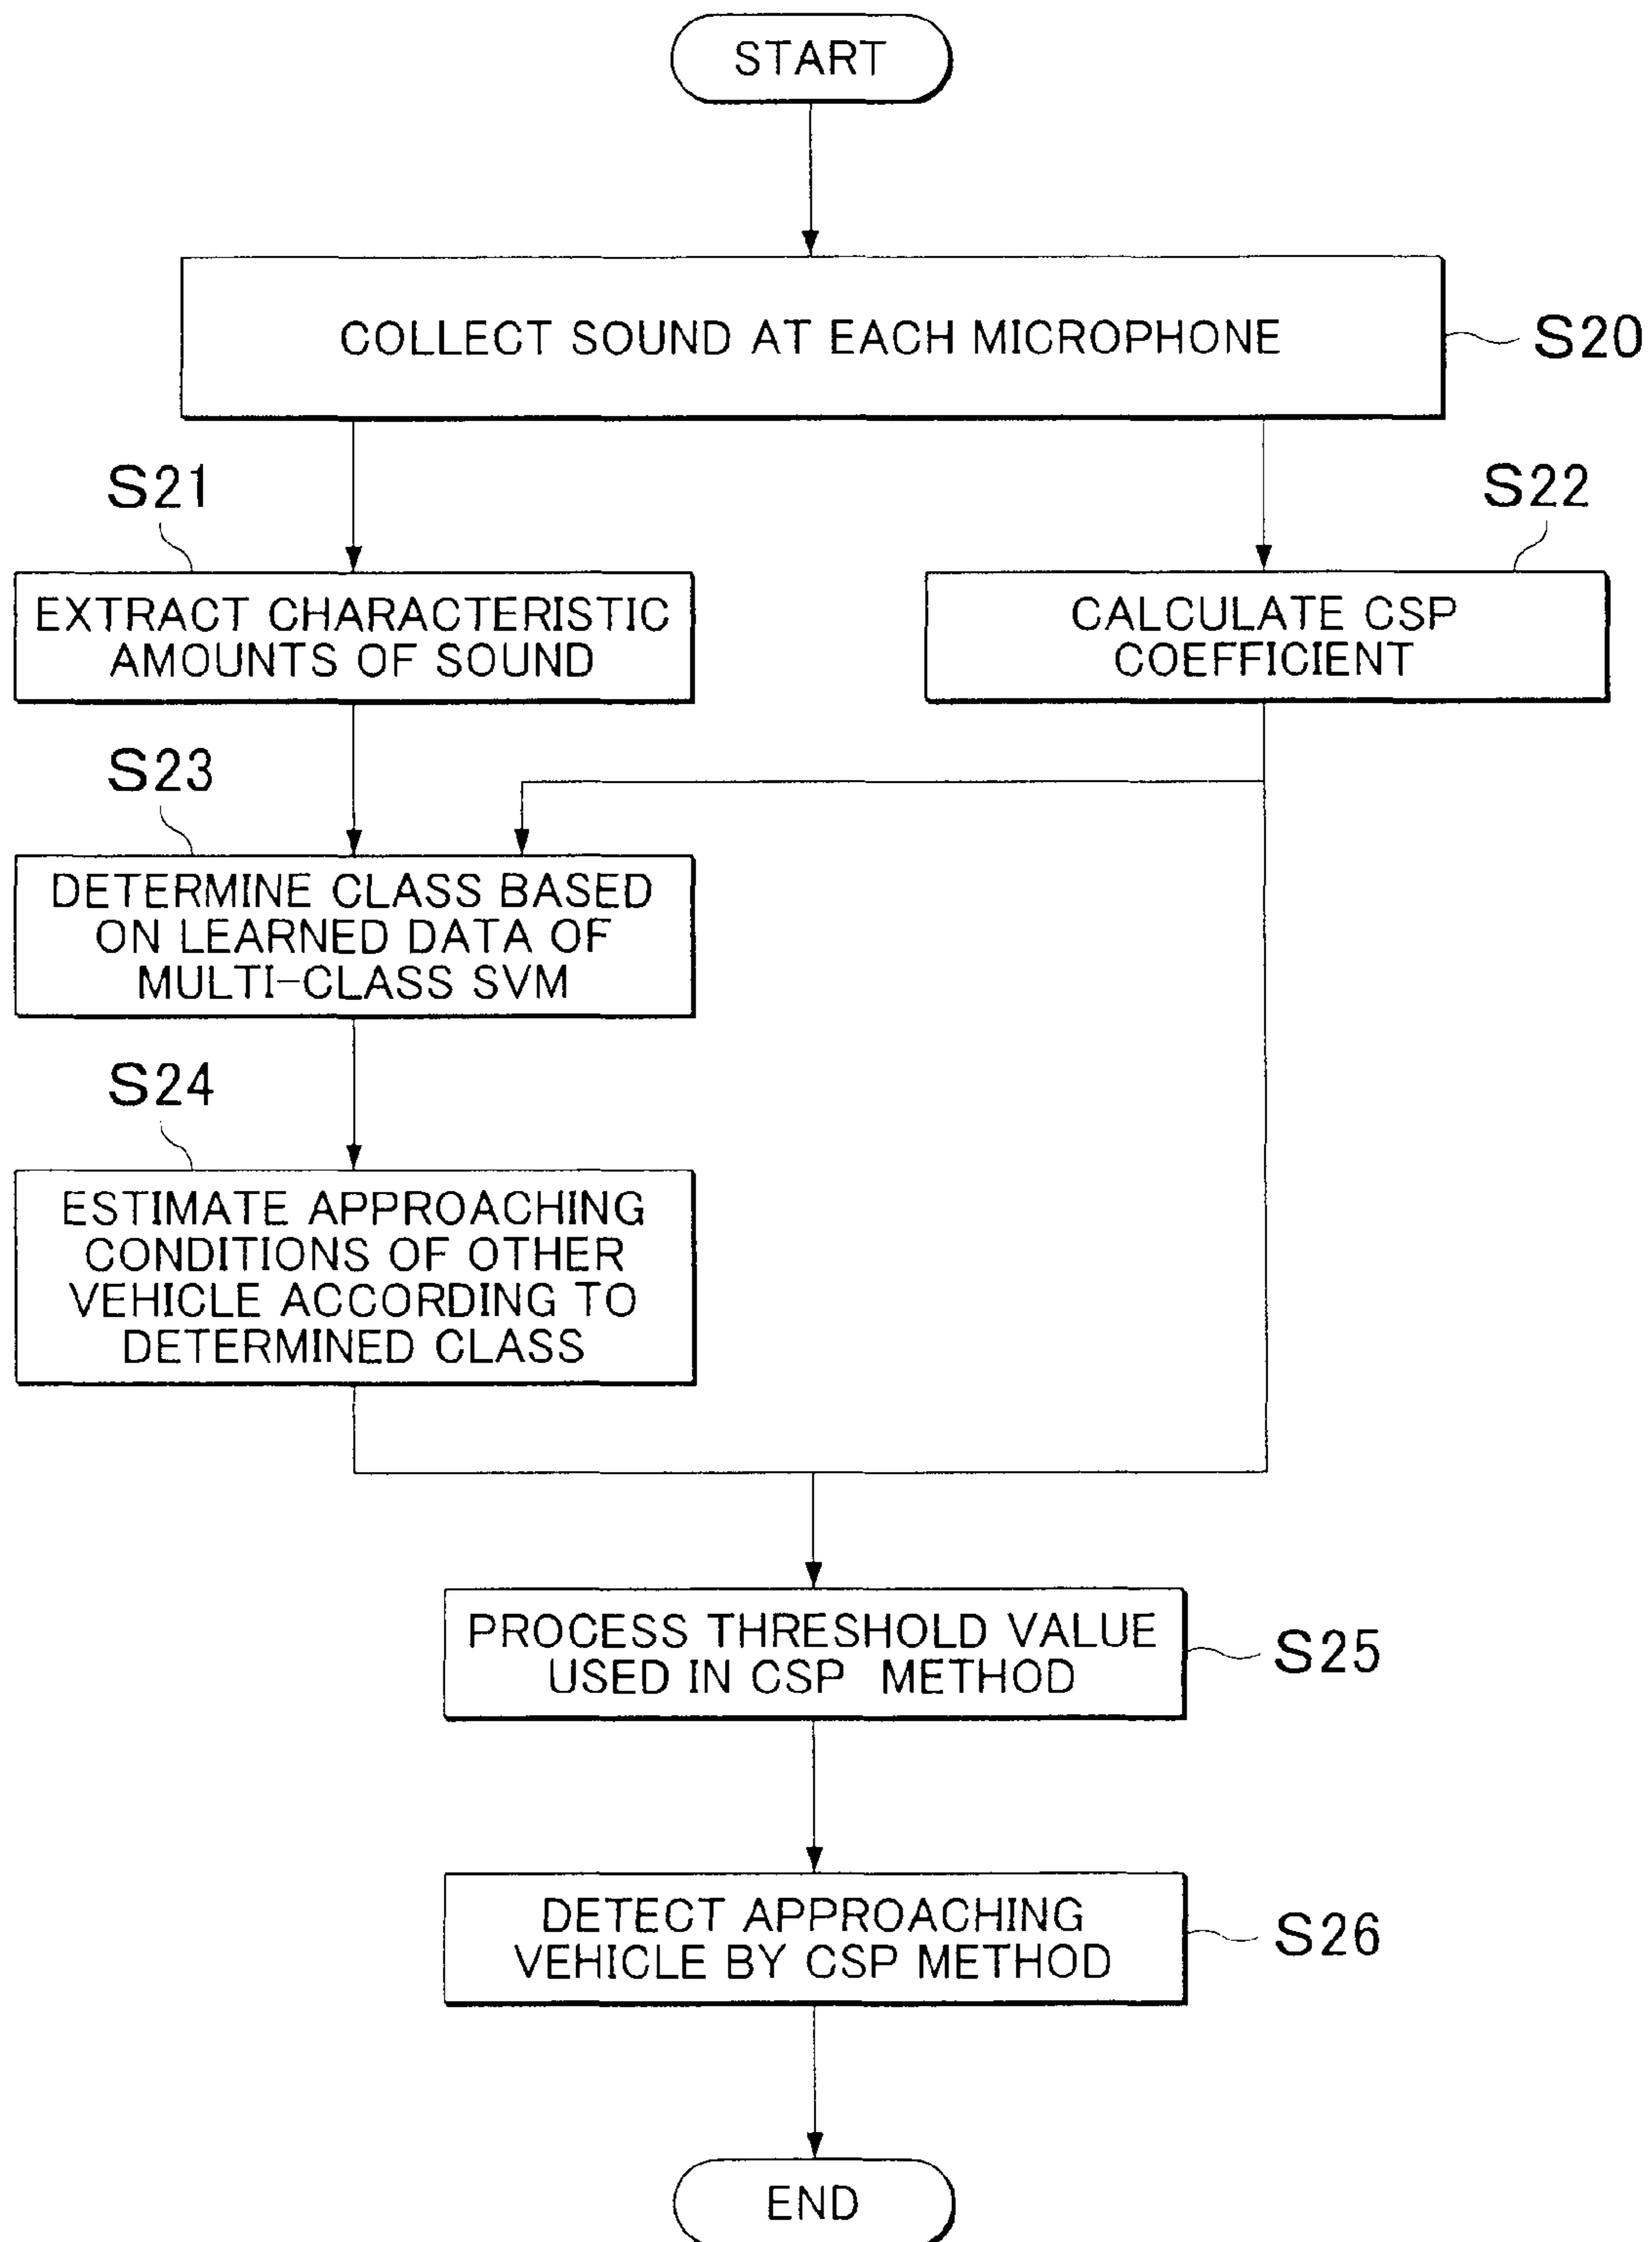 START
COLLECT SOUND AT EACH MICROPHONE
S20
S21
S22
EXTRACT CHARACTERISTIC
AMOUNTS OF SOUND
CALCULATE CSP
COEFFICIENT
S23
DETERMINE CLASS BASED
ON LEARNED DATA OF
MULTI-CLASS SVM
S24
ESTIMATE APPROACHING
CONDITIONS OF OTHER
VEHICLE ACCORDING TO
DETERMINED CLASS
PROCESS THRESHOLD VALUE
USED IN CSP METHOD
S25
DETECT APPROACHING
VEHICLE BY CSP METHOD
S26
END